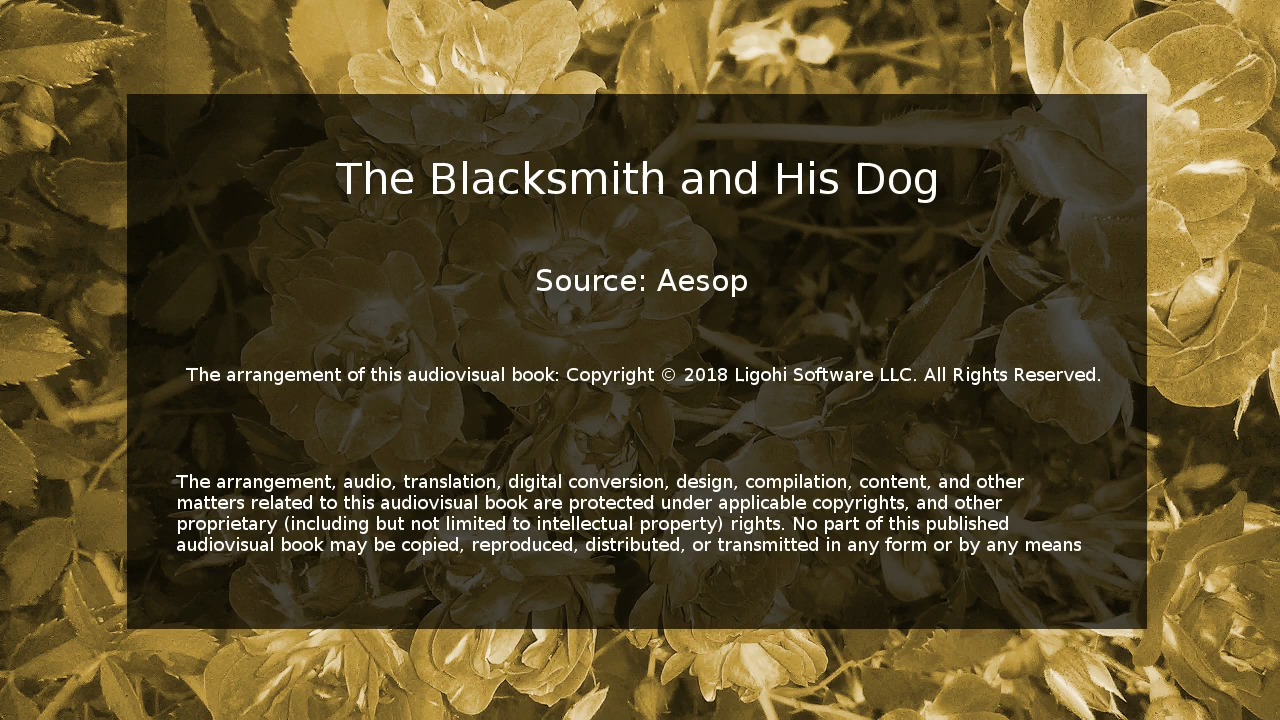 The Blacksmith and His Dog
Source: Aesop
The arrangement of this audiovisual book: Copyright © 2018 Ligohi Software LLC. All Rights Reserved.
The arrangement, audio, translation, digital conversion, design, compilation, content, and other
matters related to this audiovisual book are protected under applicable copyrights, and other
proprietary (including but not limited to intellectual property) rights. No part of this published
audiovisual book may be copied, reproduced, distributed, or transmitted in any form or by any means